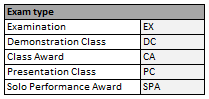 Exam type
Examination EX
Demonstration Class DC
Class Award CA
Presentation Class PC
Solo Performance Award SPA